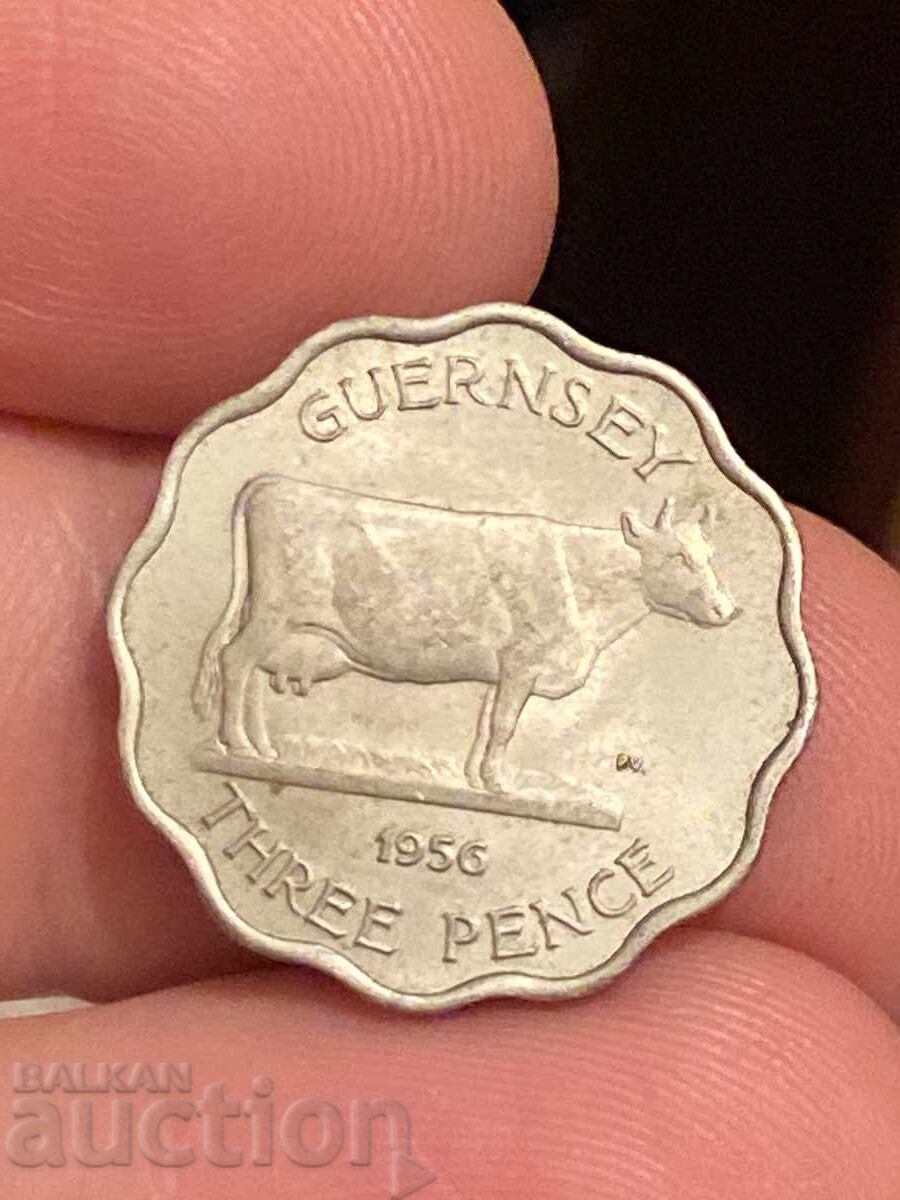 GUERNSEY
1956
THREE PENCE
BALKAN
auction